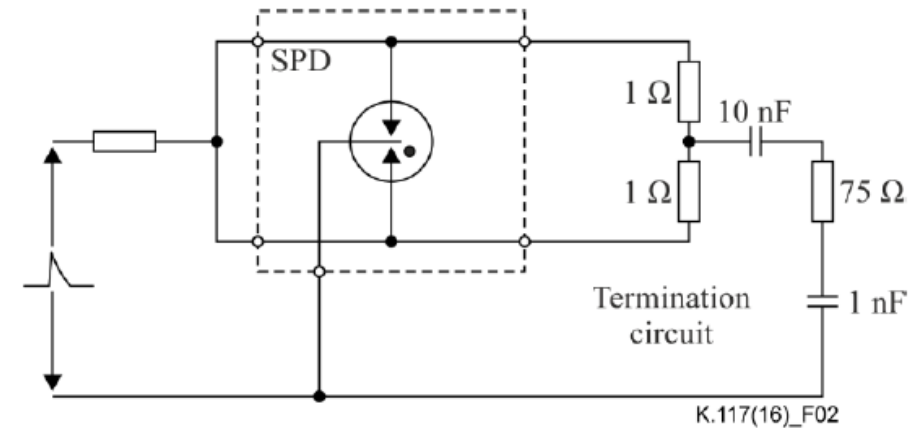 SPD
1 Ω
10 nF
1 Ω
75 Ω
Termination
circuit
1 nF
K.117(16)_F02